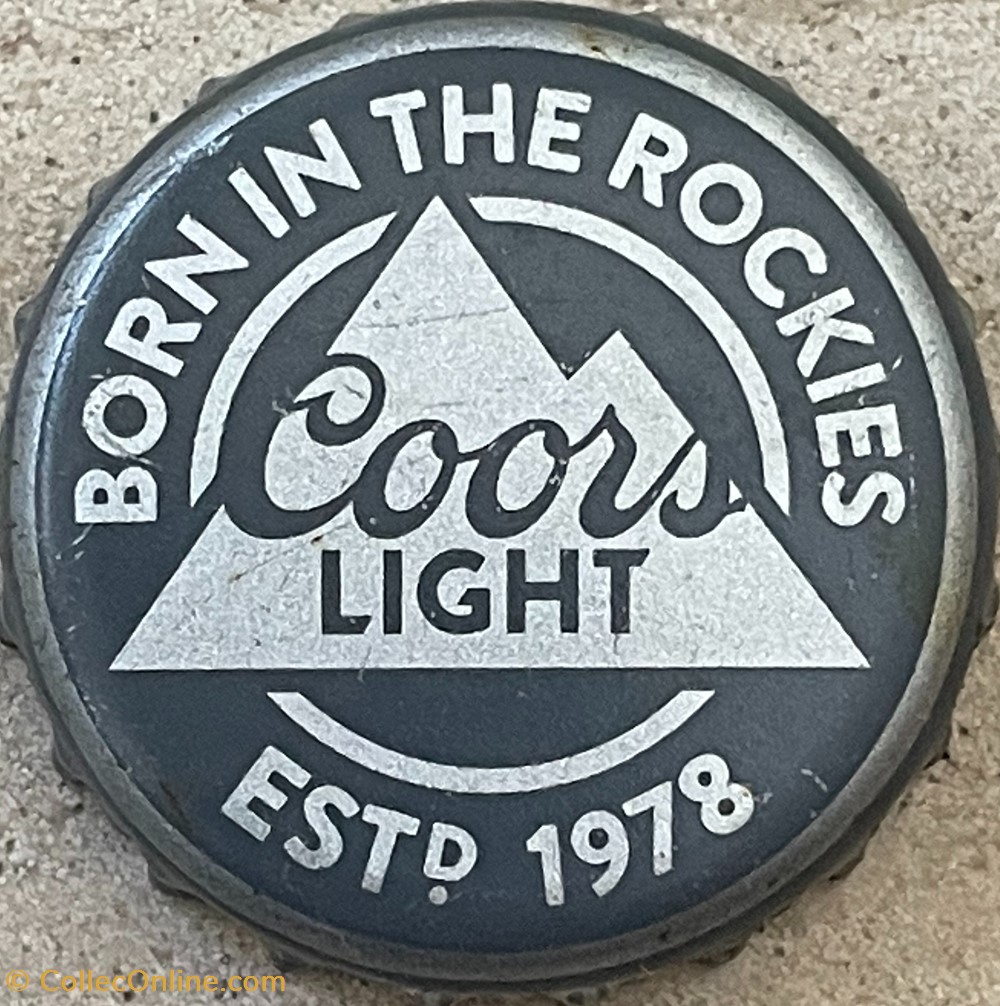 BORN IN THE ROCKIES
Coors
LIGHT
ESTD 1978
© CollecOnline.com